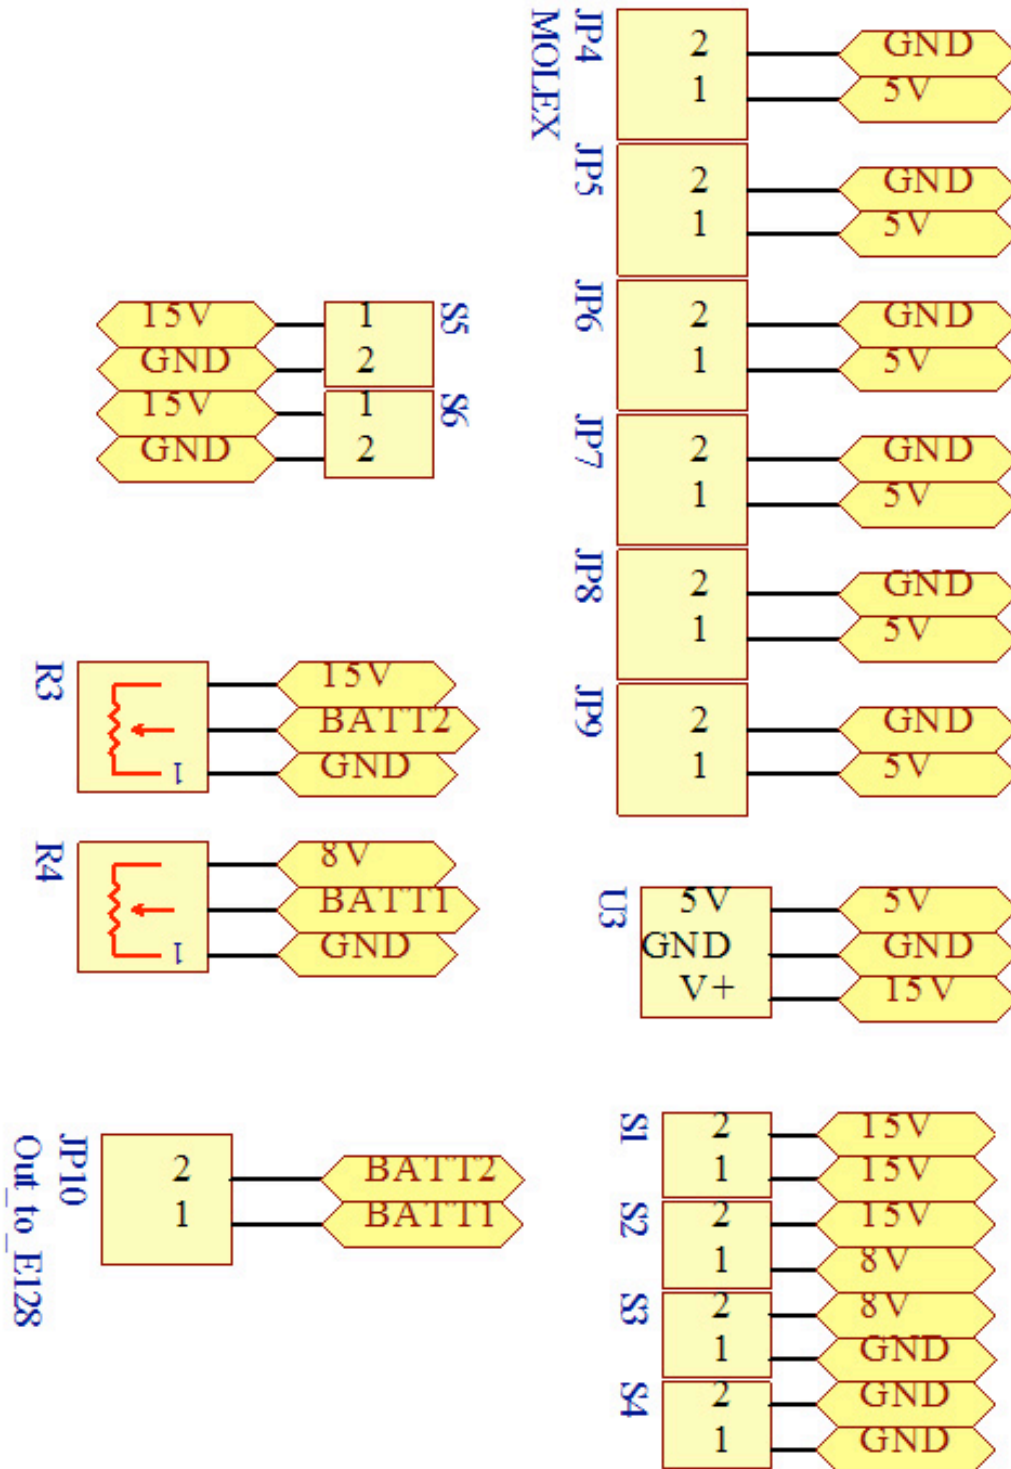 JP4
MOLEX
2 GND
1 5V
JP5
2 GND
1 5V
JP6
2 GND
1 5V
JP7
2 GND
1 5V
JP8
2 GND
1 5V
JP9
2 GND
1 5V
S5
15V 1
GND 2
S6
15V 1
GND 2
R3
15V
BATT2
1 GND
R4
8V
BATT1
1 GND
U3
5V 5V
GND GND
V+ 15V
JP10
Out_to_E128
2 BATT2
1 BATT1
S1
2 15V
1 15V
S2
2 15V
1 8V
S3
2 8V
1 GND
S4
2 GND
1 GND